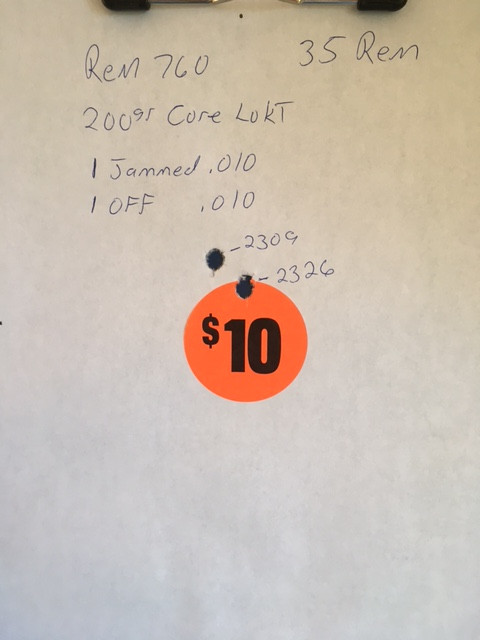 Rem 760 35 Rem
200gr Core LokT
1 Jammed .010
1 OFF .010
-2309
-2326
$10